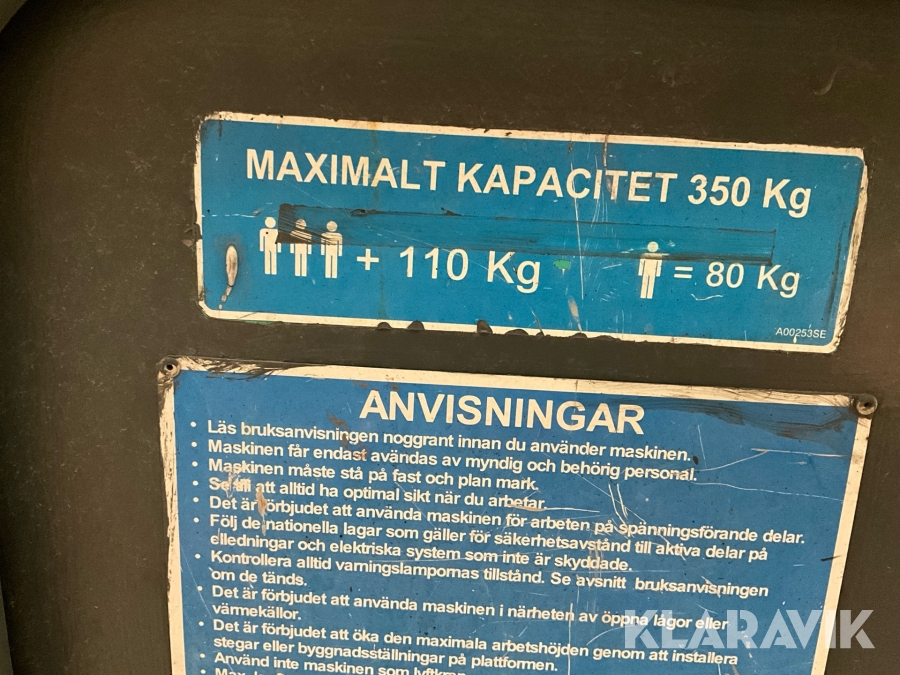 MAXIMALT KAPACITET 350 Kg
+ 110 Kg
= 80 Kg
A00253SE
ANVISNINGAR
• Läs bruksanvisningen noggrant innan du använder maskinen.
• Maskinen får endast avändas av myndig och behörig personal.
• Maskinen måste stå på fast och plan mark.
• Se till att alltid ha optimal sikt när du arbetar.
• Det är förbjudet att använda maskinen för arbeten på spänningsförande delar.
• Följ de nationella lagar som gäller för säkerhetsavstånd till aktiva delar på
elledningar och elektriska system som inte är skyddade.
• Kontrollera alltid varningslampornas tillstånd. Se avsnitt bruksanvisningen
om de tänds.
• Det är förbjudet att använda maskinen i närheten av öppna lågor eller
värmekällor.
• Det är förbjudet att öka den maximala arbetshöjden genom att installera
stegar eller byggnadsställningar på plattformen.
• Använd inte maskinen som lyftkran
KLARAVIK